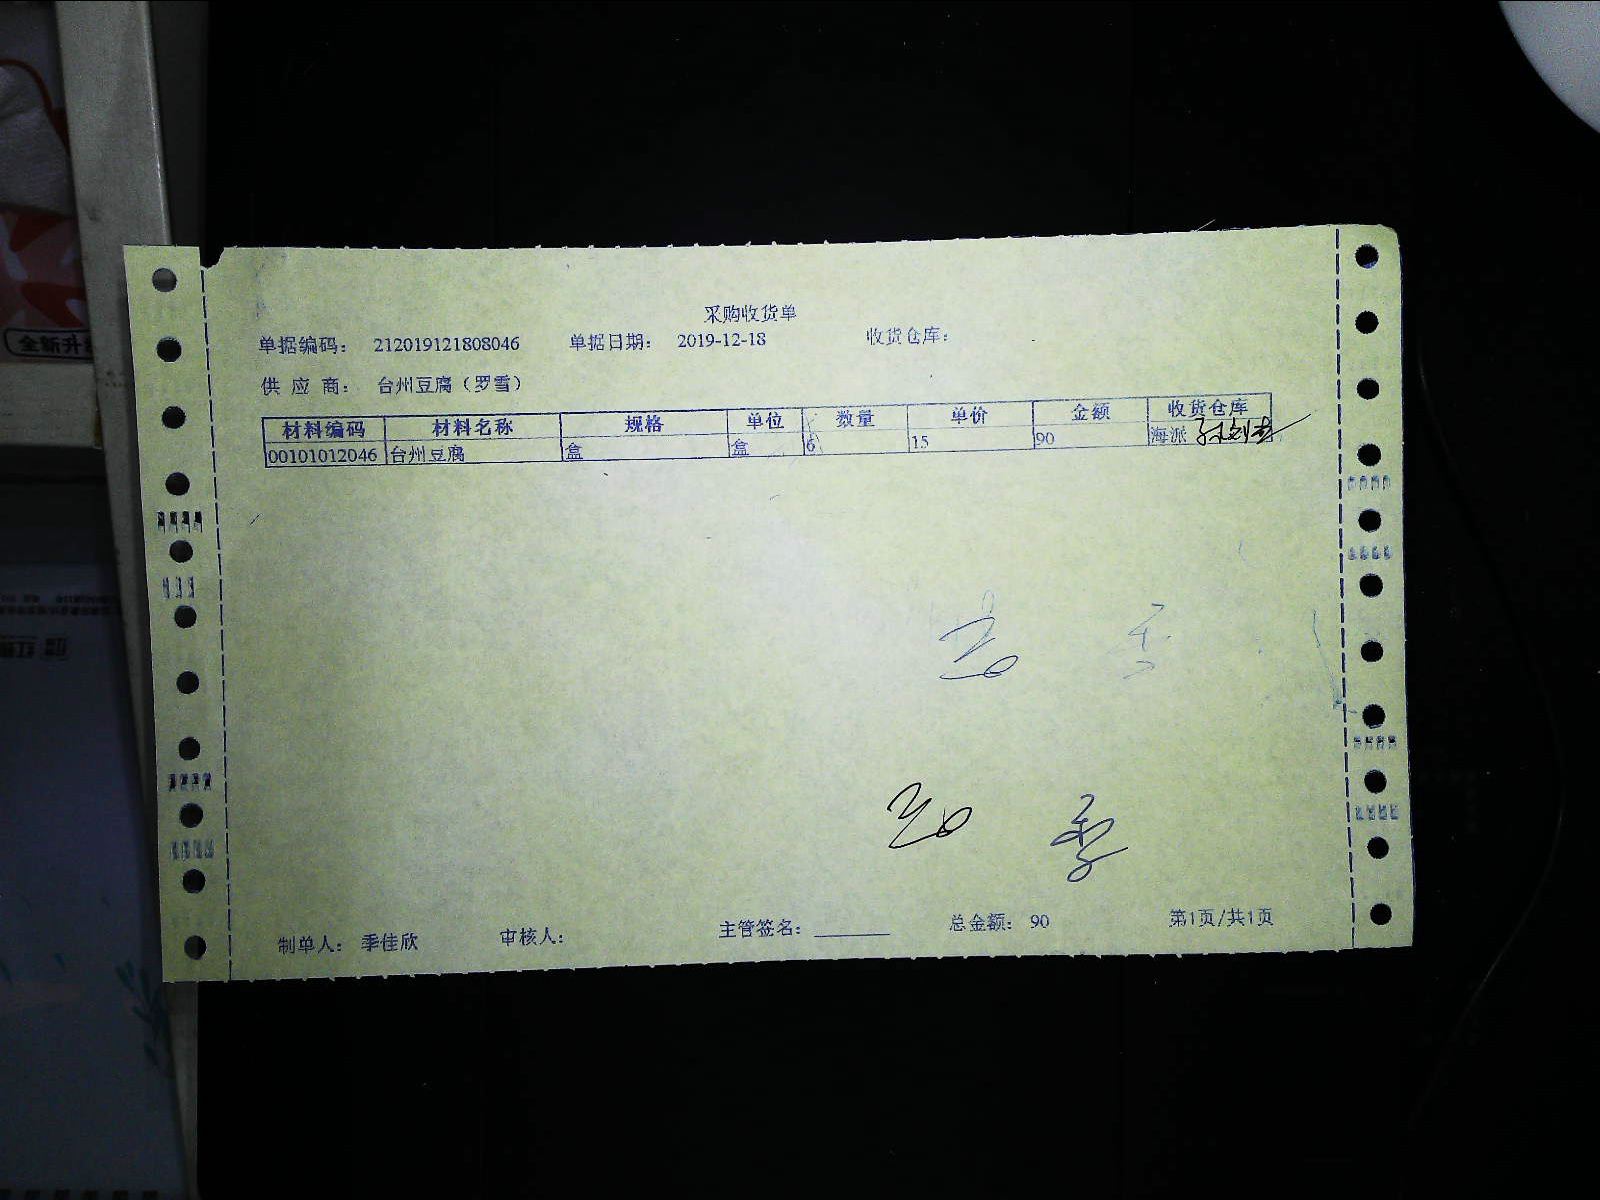 全新升
采购收货单
单据编码： 212019121808046 单据日期： 2019-12-18 收货仓库：
供 应 商： 台州豆腐（罗雪）
材料编码 材料名称 规格 单位 数量 单价 金额 收货仓库
00101012046 台州豆腐 盒 盒 6 15 90 海派
制单人： 季佳欣 审核人： 主管签名：________ 总金额： 90 第1页/共1页